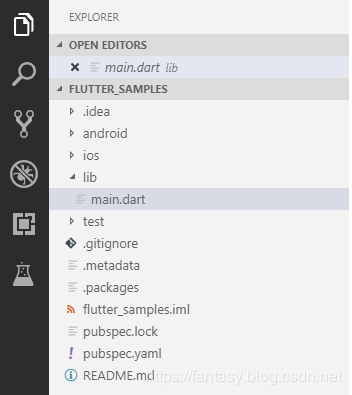 EXPLORER
OPEN EDITORS
main.dart lib
FLUTTER_SAMPLES
.idea
android
ios
lib
main.dart
test
.gitignore
.metadata
.packages
flutter_samples.iml
pubspec.lock
pubspec.yaml
README.md
https://fantasy.blog.csdn.net